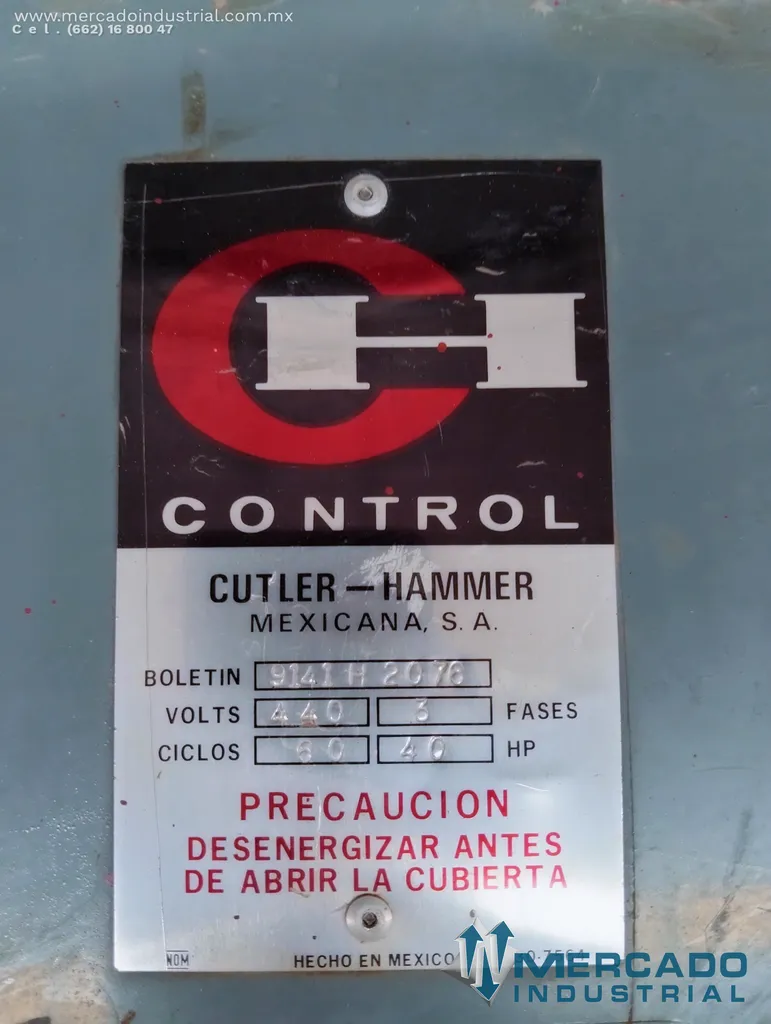 www.mercadoindustrial.com.mx
Cel. (662) 16 800 47
CH
CONTROL
CUTLER-HAMMER
MEXICANA, S. A.
BOLETIN 9141 H 2076
VOLTS 440 3 FASES
CICLOS 60 40 HP
PRECAUCION
DESENERGIZAR ANTES
DE ABRIR LA CUBIERTA
NOM HECHO EN MEXICO
MERCADO
INDUSTRIAL